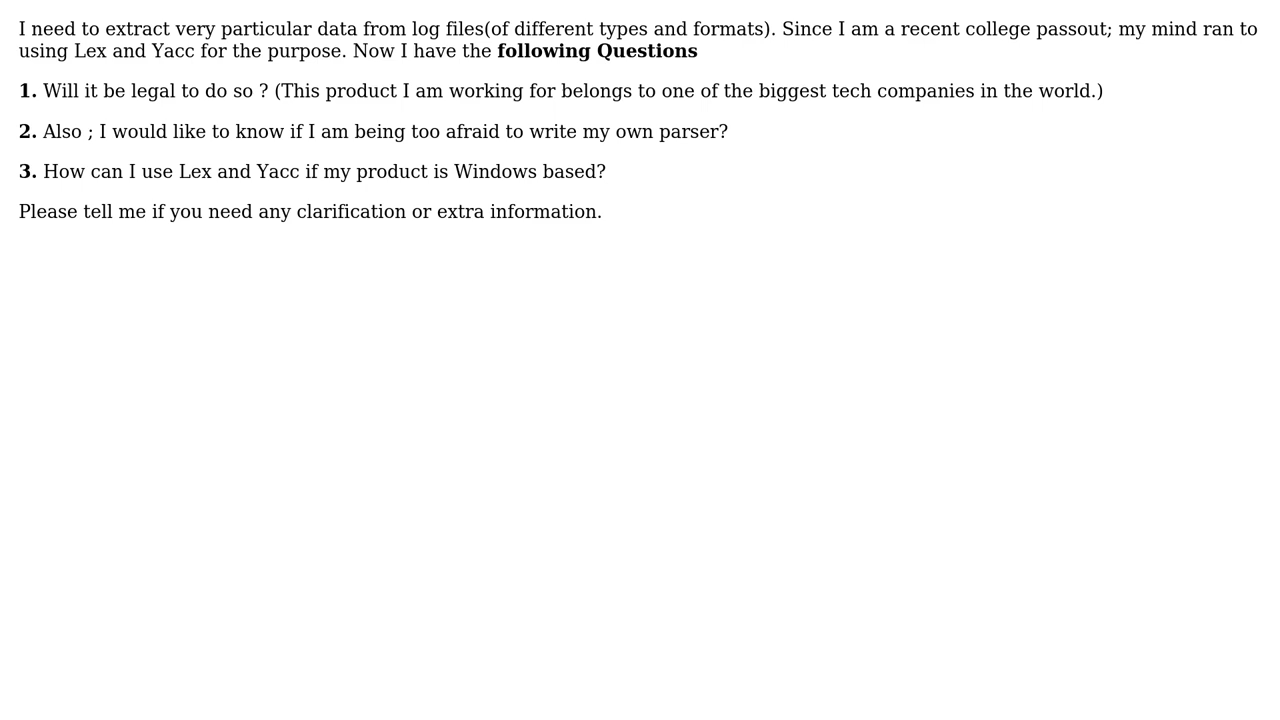 I need to extract very particular data from log files(of different types and formats). Since I am a recent college passout; my mind ran to
using Lex and Yacc for the purpose. Now I have the following Questions
1. Will it be legal to do so ? (This product I am working for belongs to one of the biggest tech companies in the world.)
2. Also ; I would like to know if I am being too afraid to write my own parser?
3. How can I use Lex and Yacc if my product is Windows based?
Please tell me if you need any clarification or extra information.